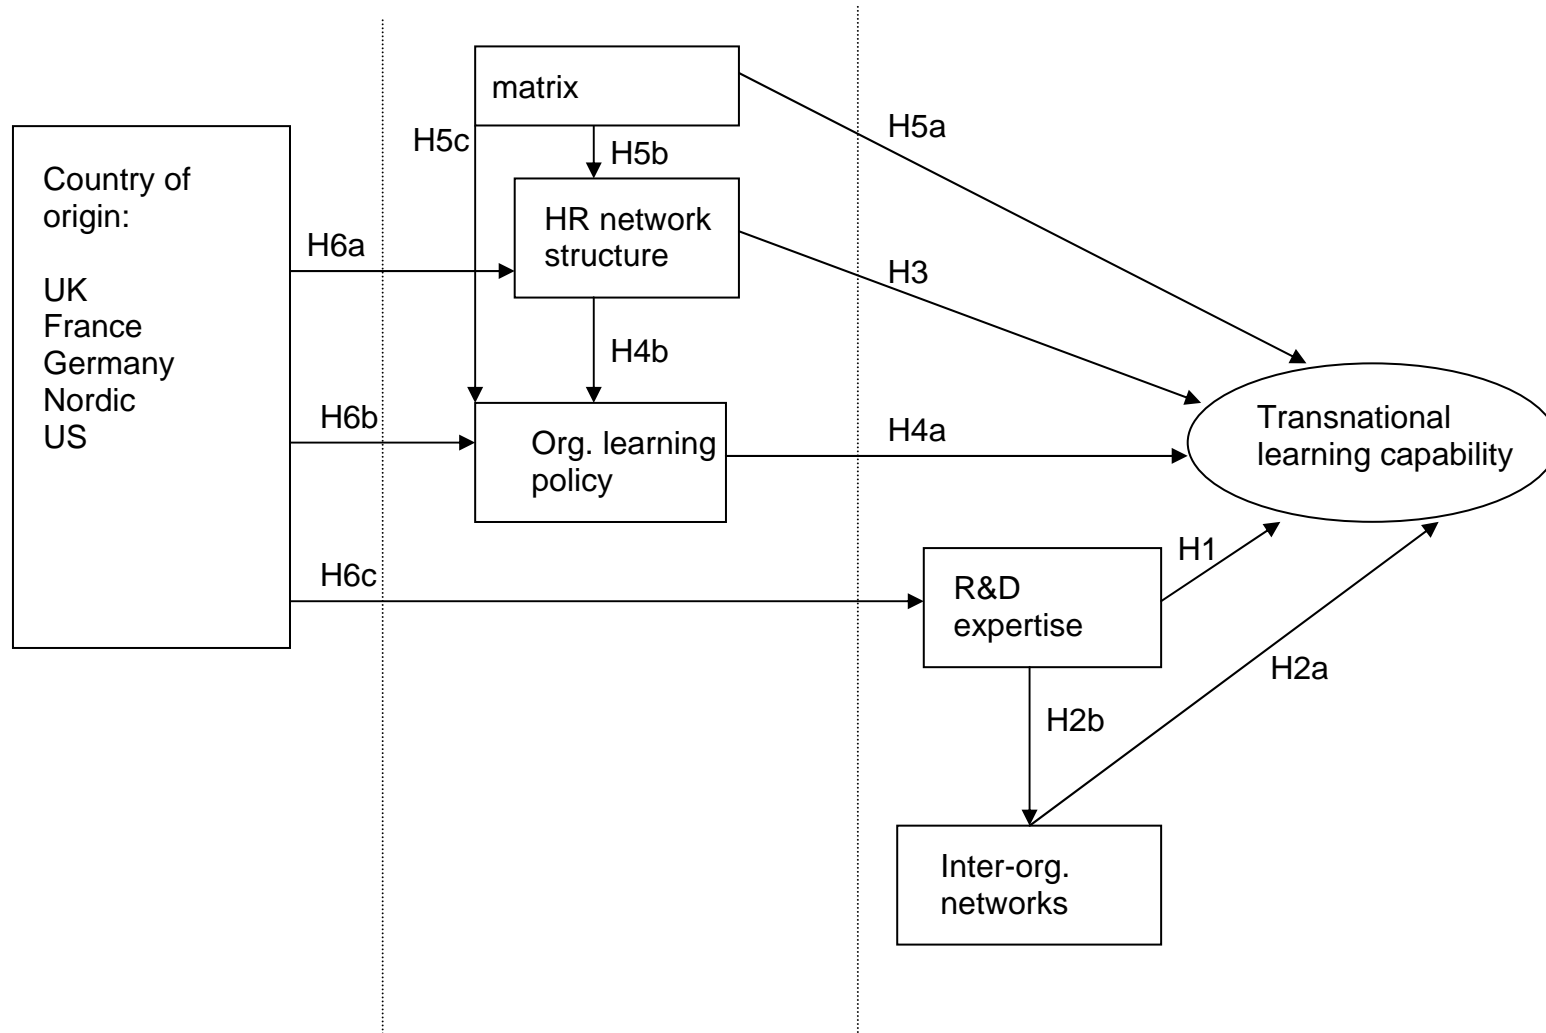 matrix
H5c
H5a
H5b
Country of
origin:
UK
France
Germany
Nordic
US
H6a
HR network
structure
H3
H4b
H6b
Org. learning
policy
H4a
Transnational
learning capability
H6c
R&D
expertise
H1
H2a
H2b
Inter-org.
networks